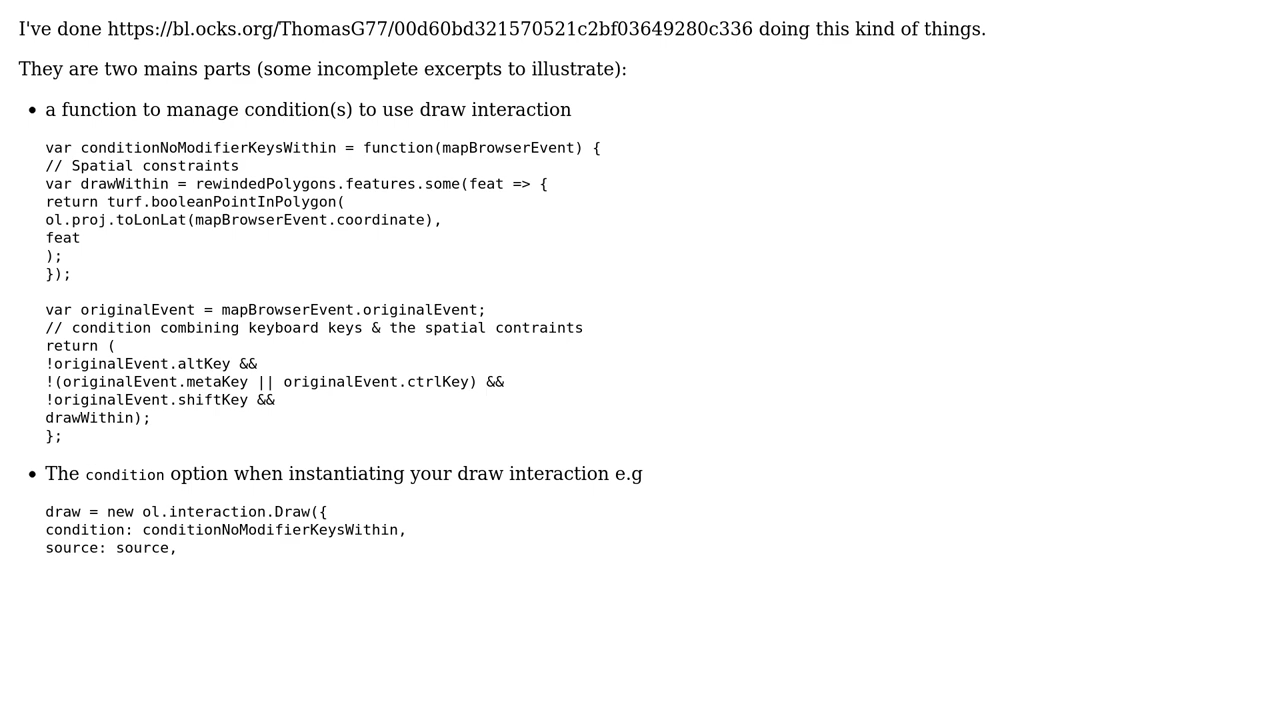 I've done https://bl.ocks.org/ThomasG77/00d60bd321570521c2bf03649280c336 doing this kind of things.
They are two mains parts (some incomplete excerpts to illustrate):
• a function to manage condition(s) to use draw interaction
var conditionNoModifierKeysWithin = function(mapBrowserEvent) {
// Spatial constraints
var drawWithin = rewindedPolygons.features.some(feat => {
return turf.booleanPointInPolygon(
ol.proj.toLonLat(mapBrowserEvent.coordinate),
feat
);
});
var originalEvent = mapBrowserEvent.originalEvent;
// condition combining keyboard keys & the spatial contraints
return (
!originalEvent.altKey &&
!(originalEvent.metaKey || originalEvent.ctrlKey) &&
!originalEvent.shiftKey &&
drawWithin);
};
• The condition option when instantiating your draw interaction e.g
draw = new ol.interaction.Draw({
condition: conditionNoModifierKeysWithin,
source: source,